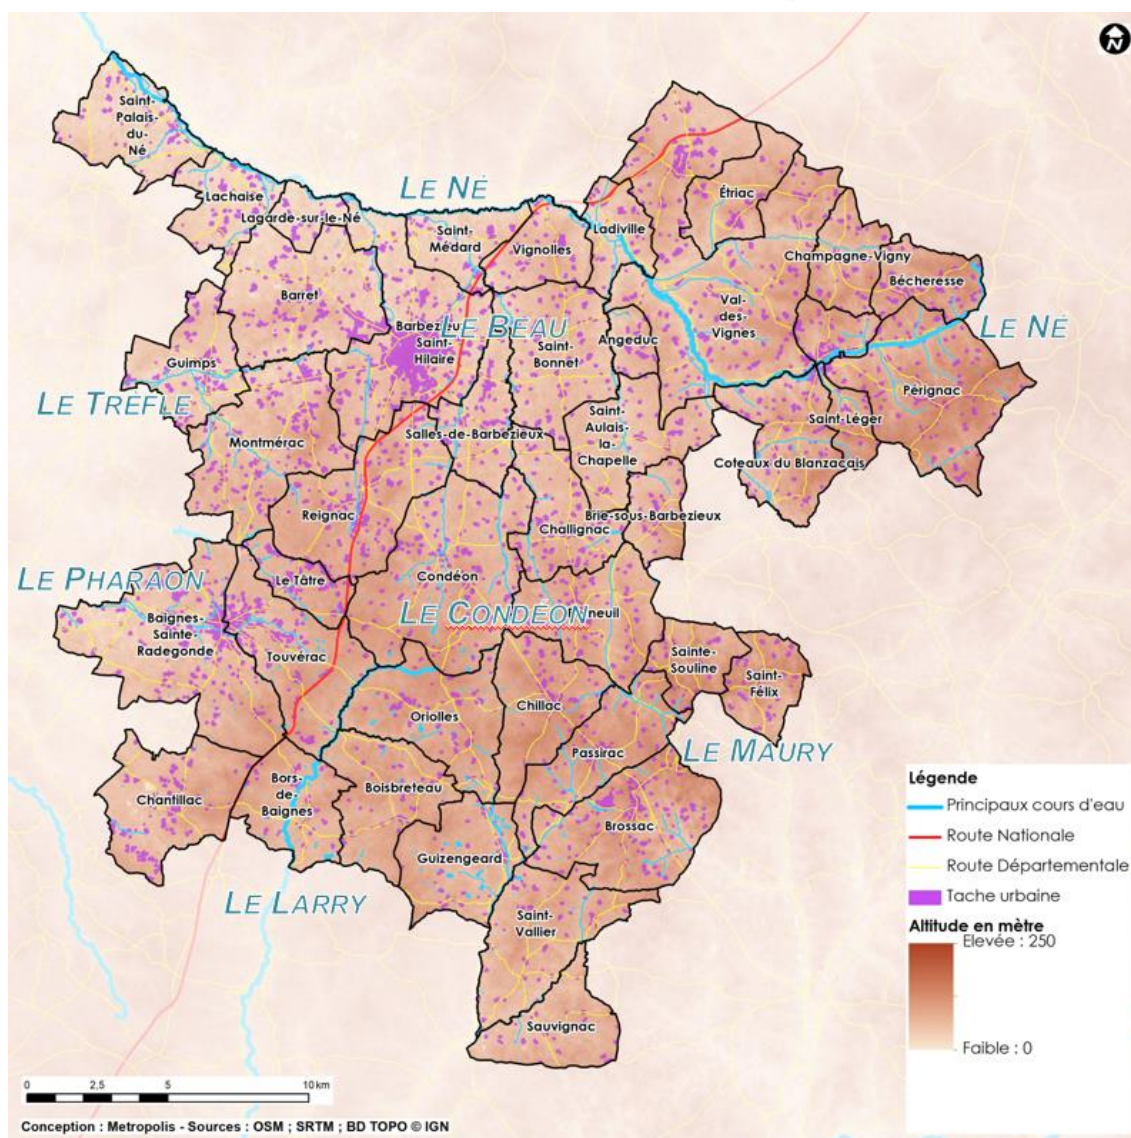 N
Saint-
Palais-
du-
Né
LE NÉ
Lachaise
Lagarde-sur-le-Né
Étriac
Saint-
Médard
Vignolles
Ladiville
Champagne-Vigny
Bécheresse
Barret
Val-
des-
Vignes
LE NÉ
Barbezieu
Saint-
Hilaire
LE BEAU
Saint-
Bonnet
Angeduc
Guimps
LE TRÈFLE
Pérignac
Saint-Léger
Montmérac
Salles-de-Barbezieux
Saint-
Aulais-
la-
Chapelle
Coteaux du Blanzacais
Reignac
Challignac
Brie-sous-Barbezieux
LE PHARAON
Le Tâtre
Condéon
LE CONDÉON
neuil
Baignes-
Sainte-
Radegonde
Touvérac
Sainte-
Souline
Saint-
Félix
Oriolles
Chillac
Passirac
LE MAURY
Chantillac
Bors-
de-
Baignes
Boisbreteau
Brossac
Guizengeard
LE LARRY
Saint-
Vallier
Sauvignac
Légende
Principaux cours d'eau
Route Nationale
Route Départementale
Tache urbaine
Altitude en mètre
Elevée : 250
Faible : 0
0 2,5 5 10 km
Conception : Metropolis - Sources : OSM ; SRTM ; BD TOPO © IGN